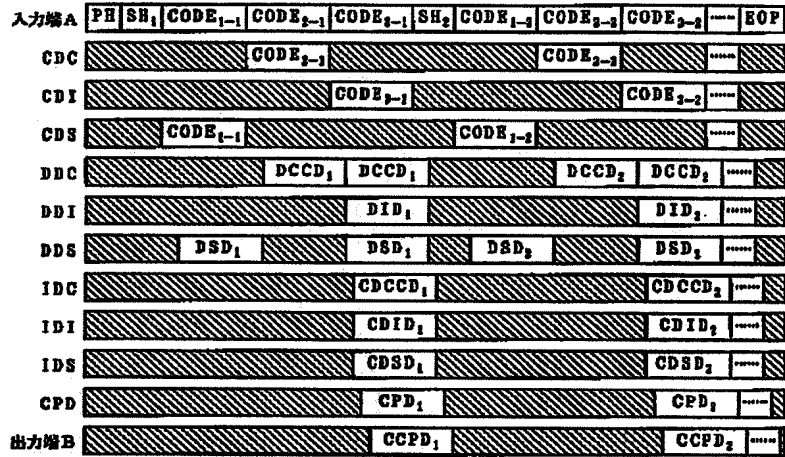 入力端A PH SH₁ CODE₁₋₁ CODE₂₋₁ CODE₃₋₁ SH₂ CODE₁₋₂ CODE₂₋₂ CODE₃₋₂ …… EOP
CDC CODE₂₋₁ CODE₂₋₂ ……
CDI CODE₃₋₁ CODE₃₋₂ ……
CDS CODE₁₋₁ CODE₁₋₂ ……
DDC DCCD₁ DCCD₁ DCCD₂ DCCD₂ ……
DDI DID₁ DID₂ ……
DDS DSD₁ DSD₁ DSD₂ DSD₂ ……
IDC CDCCD₁ CDCCD₂ ……
IDI CDID₁ CDID₂ ……
IDS CDSD₁ CDSD₂ ……
CPD CPD₁ CPD₂ ……
出力端B CCPD₁ CCPD₂ ……